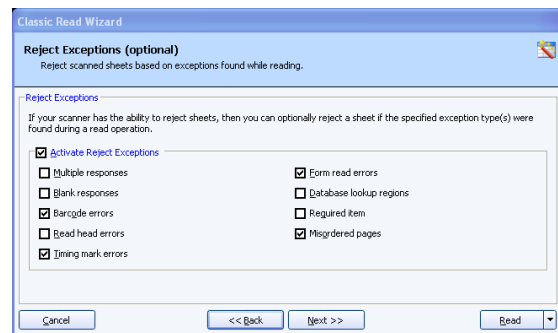 Classic Read Wizard
Reject Exceptions (optional)
Reject scanned sheets based on exceptions found while reading.
Reject Exceptions
If your scanner has the ability to reject sheets, then you can optionally reject a sheet if the specified exception type(s) were
found during a read operation.
Activate Reject Exceptions
Multiple responses
Form read errors
Blank responses
Database lookup regions
Barcode errors
Required item
Read head errors
Misordered pages
Timing mark errors
Cancel
<< Back
Next >>
Read